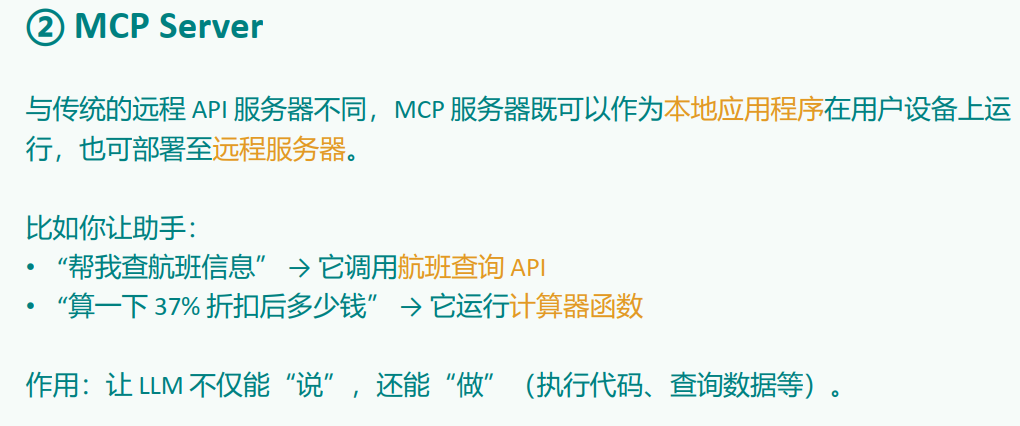 ② MCP Server
与传统的远程 API 服务器不同，MCP 服务器既可以作为本地应用程序在用户设备上运
行，也可部署至远程服务器。
比如你让助手：
• “帮我查航班信息” → 它调用航班查询 API
• “算一下 37% 折扣后多少钱” → 它运行计算器函数
作用：让 LLM 不仅能“说”，还能“做”（执行代码、查询数据等）。